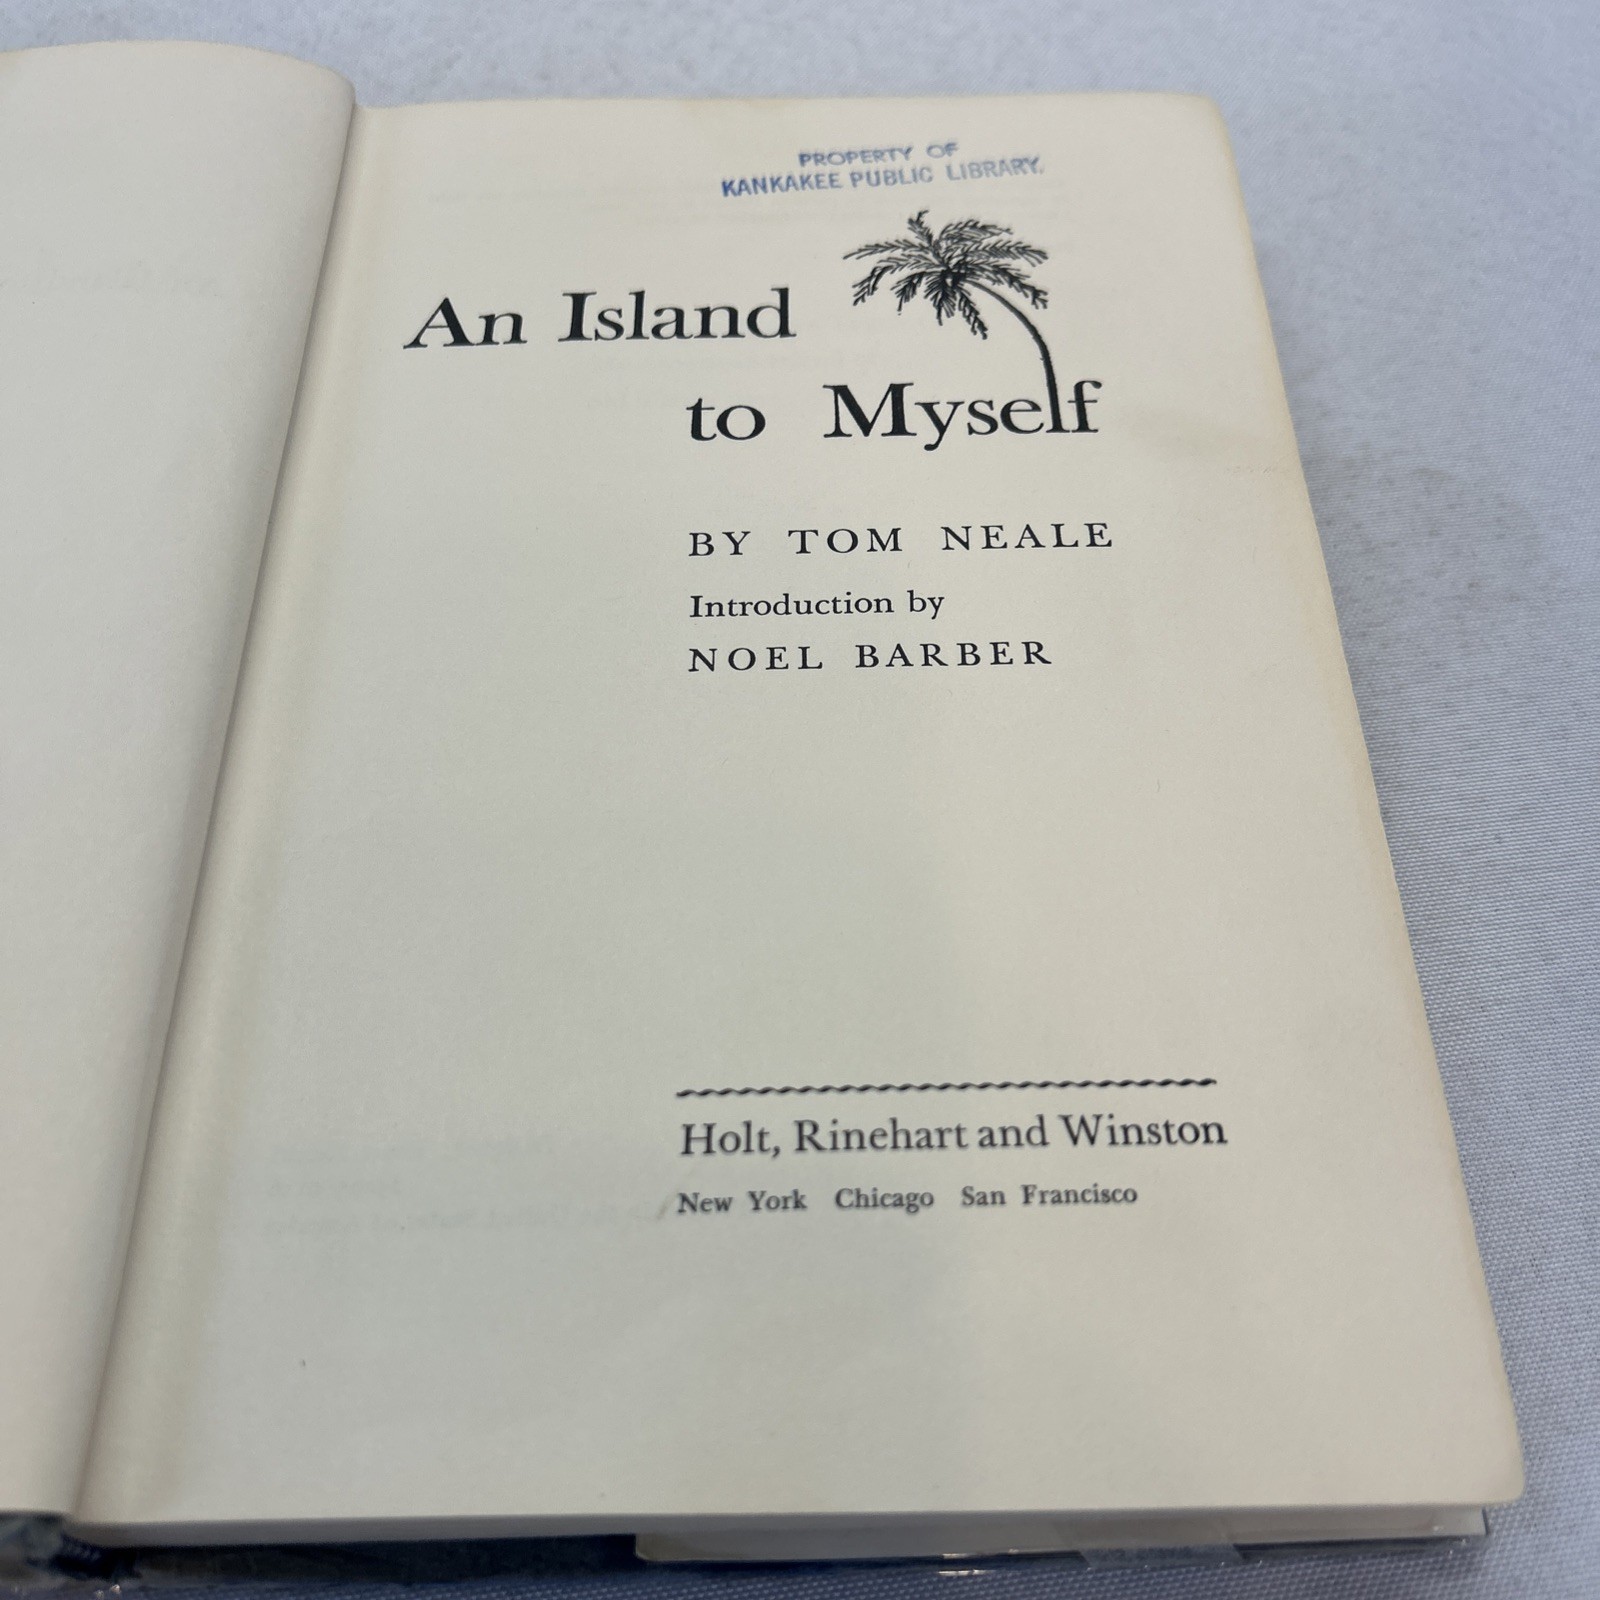 PROPERTY OF
KANKAKEE PUBLIC LIBRARY.
An Island
to Myself
BY TOM NEALE
Introduction by
NOEL BARBER
Holt, Rinehart and Winston
New York Chicago San Francisco